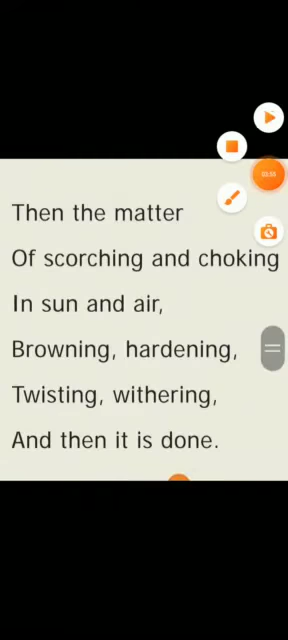 Then the matter
Of scorching and choking
In sun and air,
Browning, hardening,
Twisting, withering,
And then it is done.